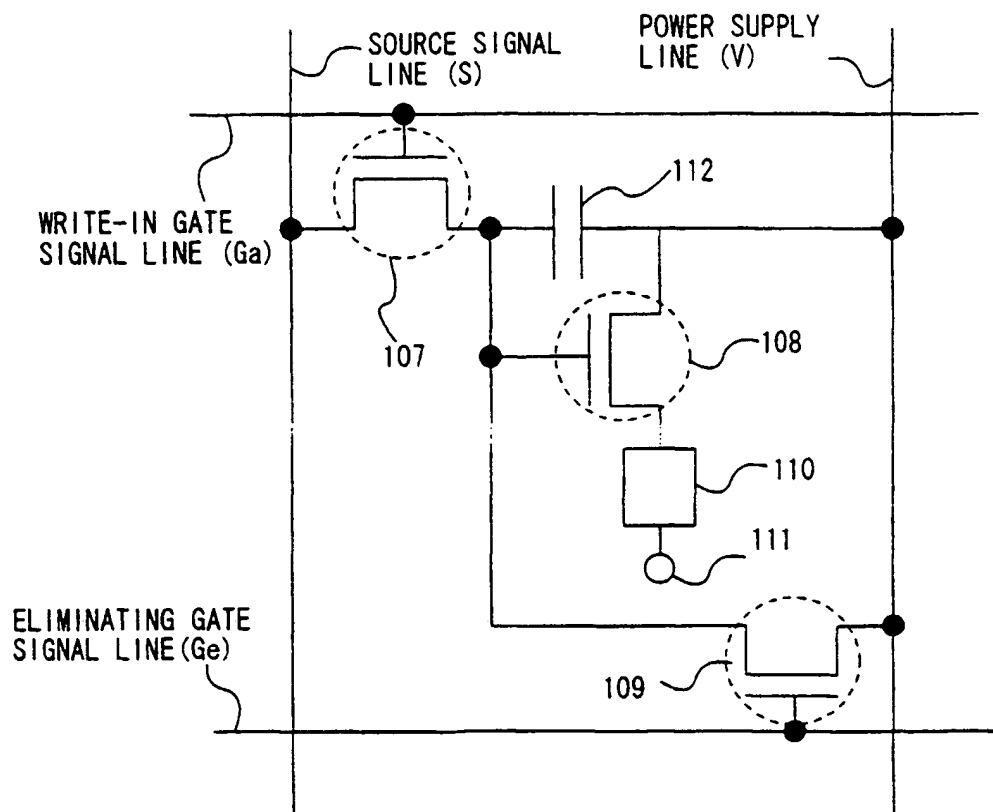 SOURCE SIGNAL
LINE (S)
POWER SUPPLY
LINE (V)
112
WRITE-IN GATE
SIGNAL LINE (Ga)
107
108
110
111
ELIMINATING GATE
SIGNAL LINE(Ge)
109